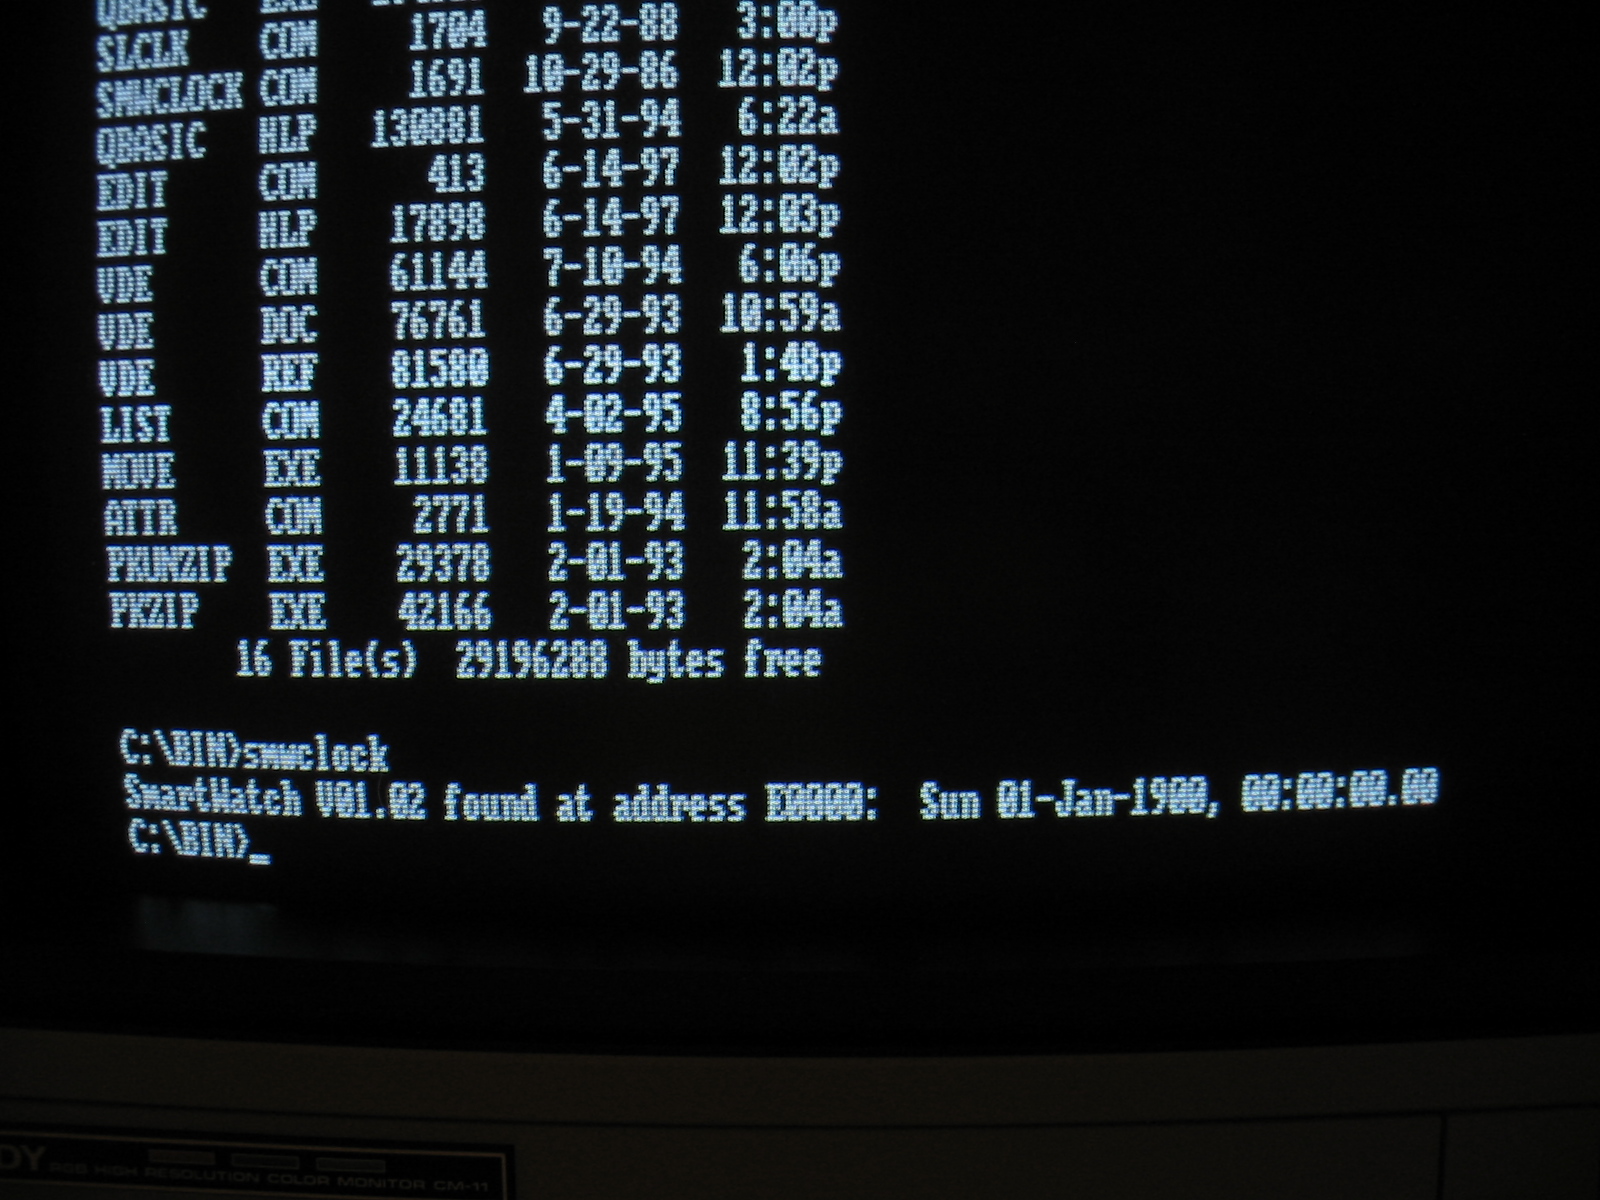 QBASIC EXE
SLCLK COM 1704 9-22-88 3:00p
SMWCLOCK COM 1691 10-29-86 12:02p
QBASIC HLP 130881 5-31-94 6:22a
EDIT COM 413 6-14-97 12:02p
EDIT HLP 17898 6-14-97 12:03p
VDE COM 61144 7-10-94 6:06p
VDE DOC 76761 6-29-93 10:59a
VDE REF 81580 6-29-93 1:48p
LIST COM 24681 4-02-95 8:56p
MOVE EXE 11138 1-09-95 11:39p
ATTR COM 2771 1-19-94 11:58a
PKUNZIP EXE 29378 2-01-93 2:04a
PKZIP EXE 42166 2-01-93 2:04a
16 File(s) 29196288 bytes free
C:\BIN>smwclock
SmartWatch V01.02 found at address E0000: Sun 01-Jan-1900, 00:00:00.00
C:\BIN>_
DY RGB HIGH RESOLUTION COLOR MONITOR CM-11